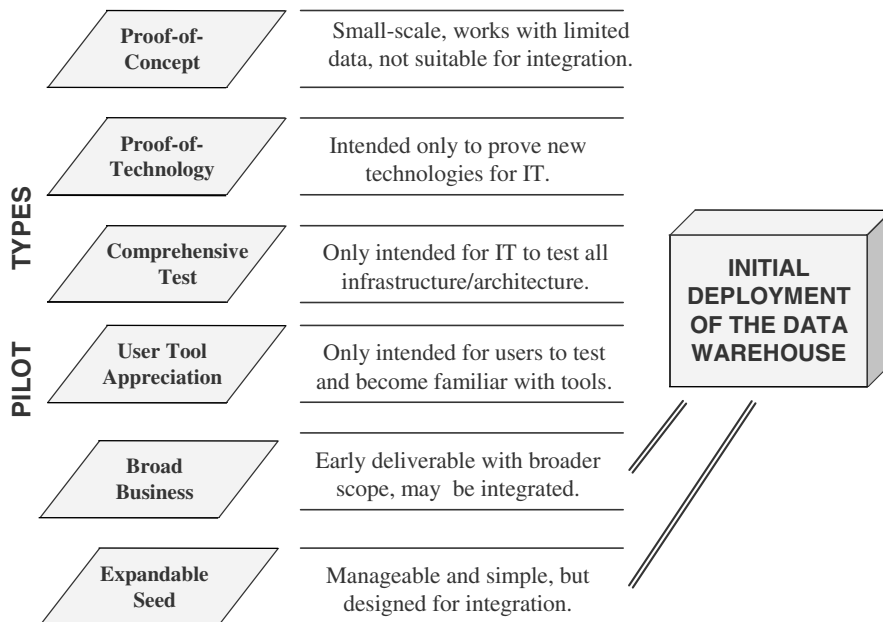 Proof-of-
Concept
Small-scale, works with limited
data, not suitable for integration.
Proof-of-
Technology
Intended only to prove new
technologies for IT.
Comprehensive
Test
Only intended for IT to test all
infrastructure/architecture.
User Tool
Appreciation
Only intended for users to test
and become familiar with tools.
Broad
Business
Early deliverable with broader
scope, may be integrated.
Expandable
Seed
Manageable and simple, but
designed for integration.
PILOT TYPES
INITIAL
DEPLOYMENT
OF THE DATA
WAREHOUSE